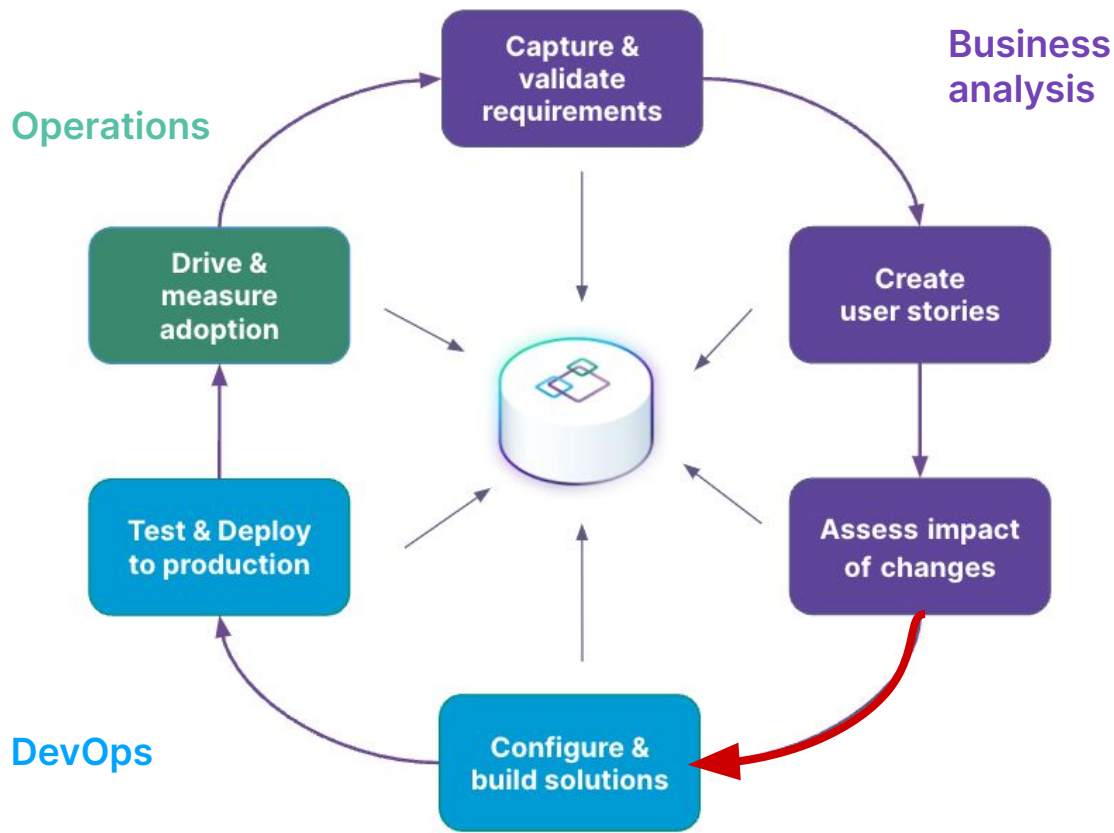 Capture &
validate
requirements
Business
analysis
Operations
Drive &
measure
adoption
Create
user stories
Test & Deploy
to production
Assess impact
of changes
DevOps
Configure &
build solutions